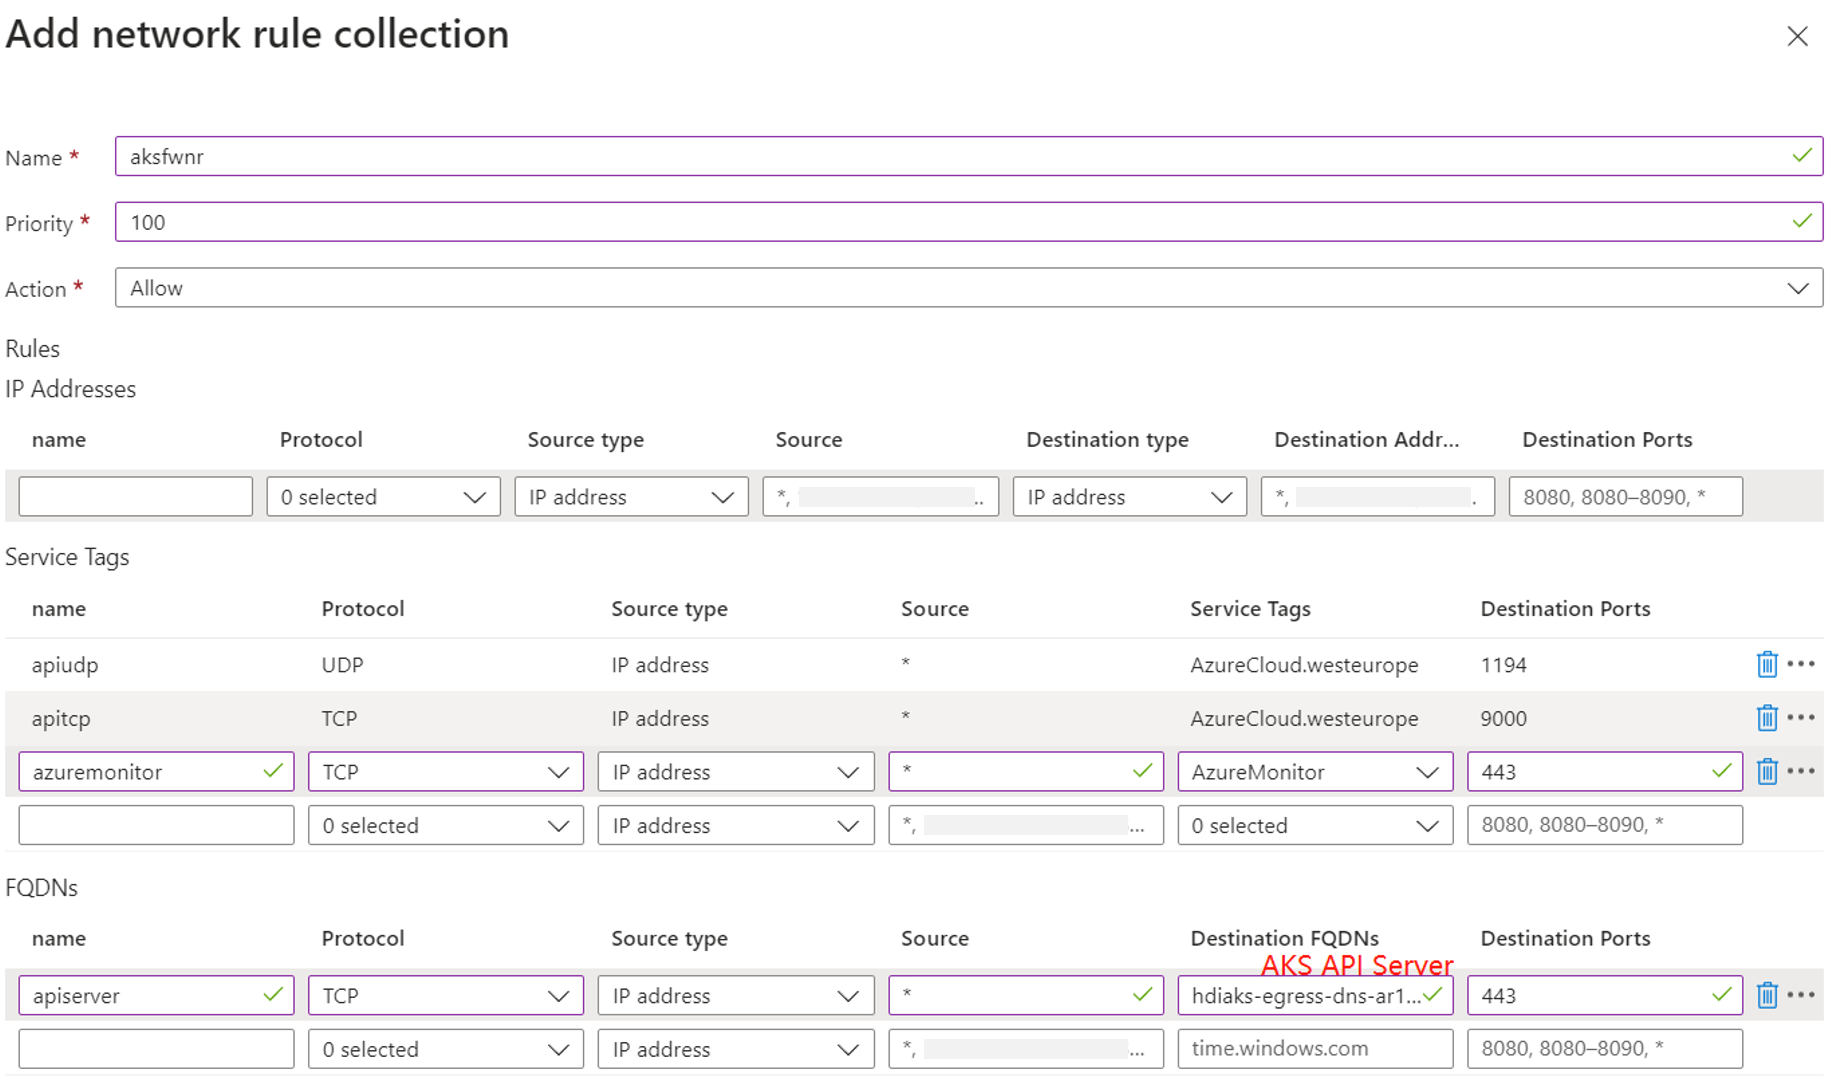 Add network rule collection
Name *
aksfwnr
Priority *
100
Action *
Allow
Rules
IP Addresses
name Protocol Source type Source Destination type Destination Addr... Destination Ports
0 selected IP address *, .. IP address *, . 8080, 8080–8090, *
Service Tags
name Protocol Source type Source Service Tags Destination Ports
apiudp UDP IP address * AzureCloud.westeurope 1194
apitcp TCP IP address * AzureCloud.westeurope 9000
azuremonitor TCP IP address * AzureMonitor 443
0 selected IP address *, ... 0 selected 8080, 8080–8090, *
FQDNs
name Protocol Source type Source Destination FQDNs Destination Ports
AKS API Server
apiserver TCP IP address * hdiaks-egress-dns-ar1... 443
0 selected IP address *, ... time.windows.com 8080, 8080–8090, *